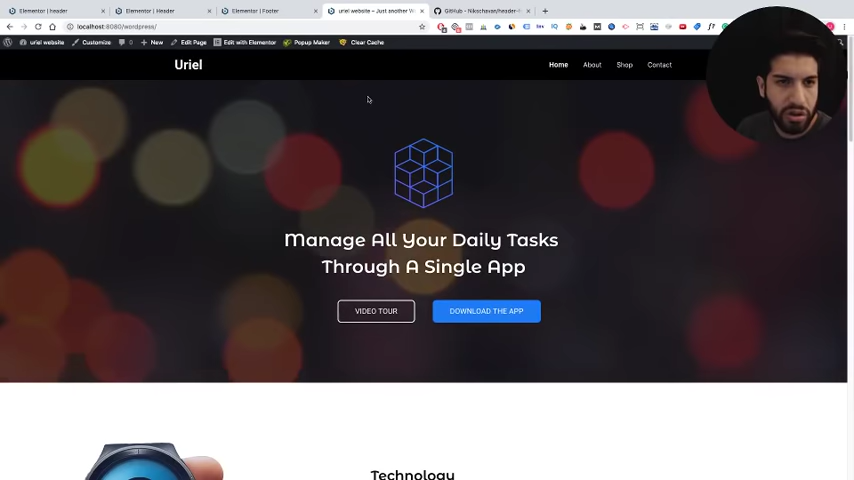 Elementor | header
Elementor | Header
Elementor | Footer
uriel website – Just another W
GitHub - Nikschavan/header-f
localhost:8080/wordpress/
uriel website
Customize
0
New
Edit Page
Edit with Elementor
Popup Maker
Clear Cache
Uriel
Home
About
Shop
Contact
Manage All Your Daily Tasks
Through A Single App
VIDEO TOUR
DOWNLOAD THE APP
Technology